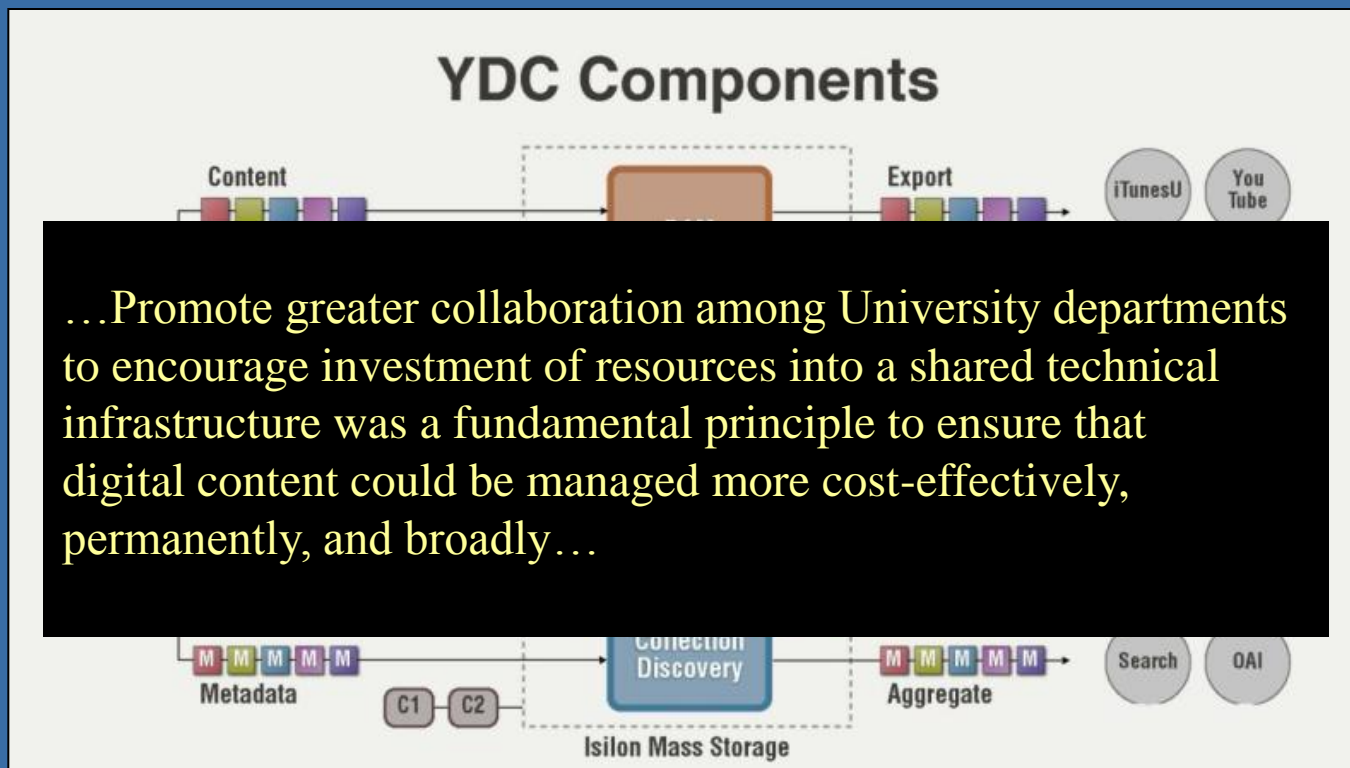 YDC Components
Content
Export
iTunesU
You
Tube
…Promote greater collaboration among University departments
to encourage investment of resources into a shared technical
infrastructure was a fundamental principle to ensure that
digital content could be managed more cost-effectively,
permanently, and broadly…
M M M M M
Collection
Discovery
M M M M M
Search
OAI
Metadata
C1
C2
Aggregate
Isilon Mass Storage